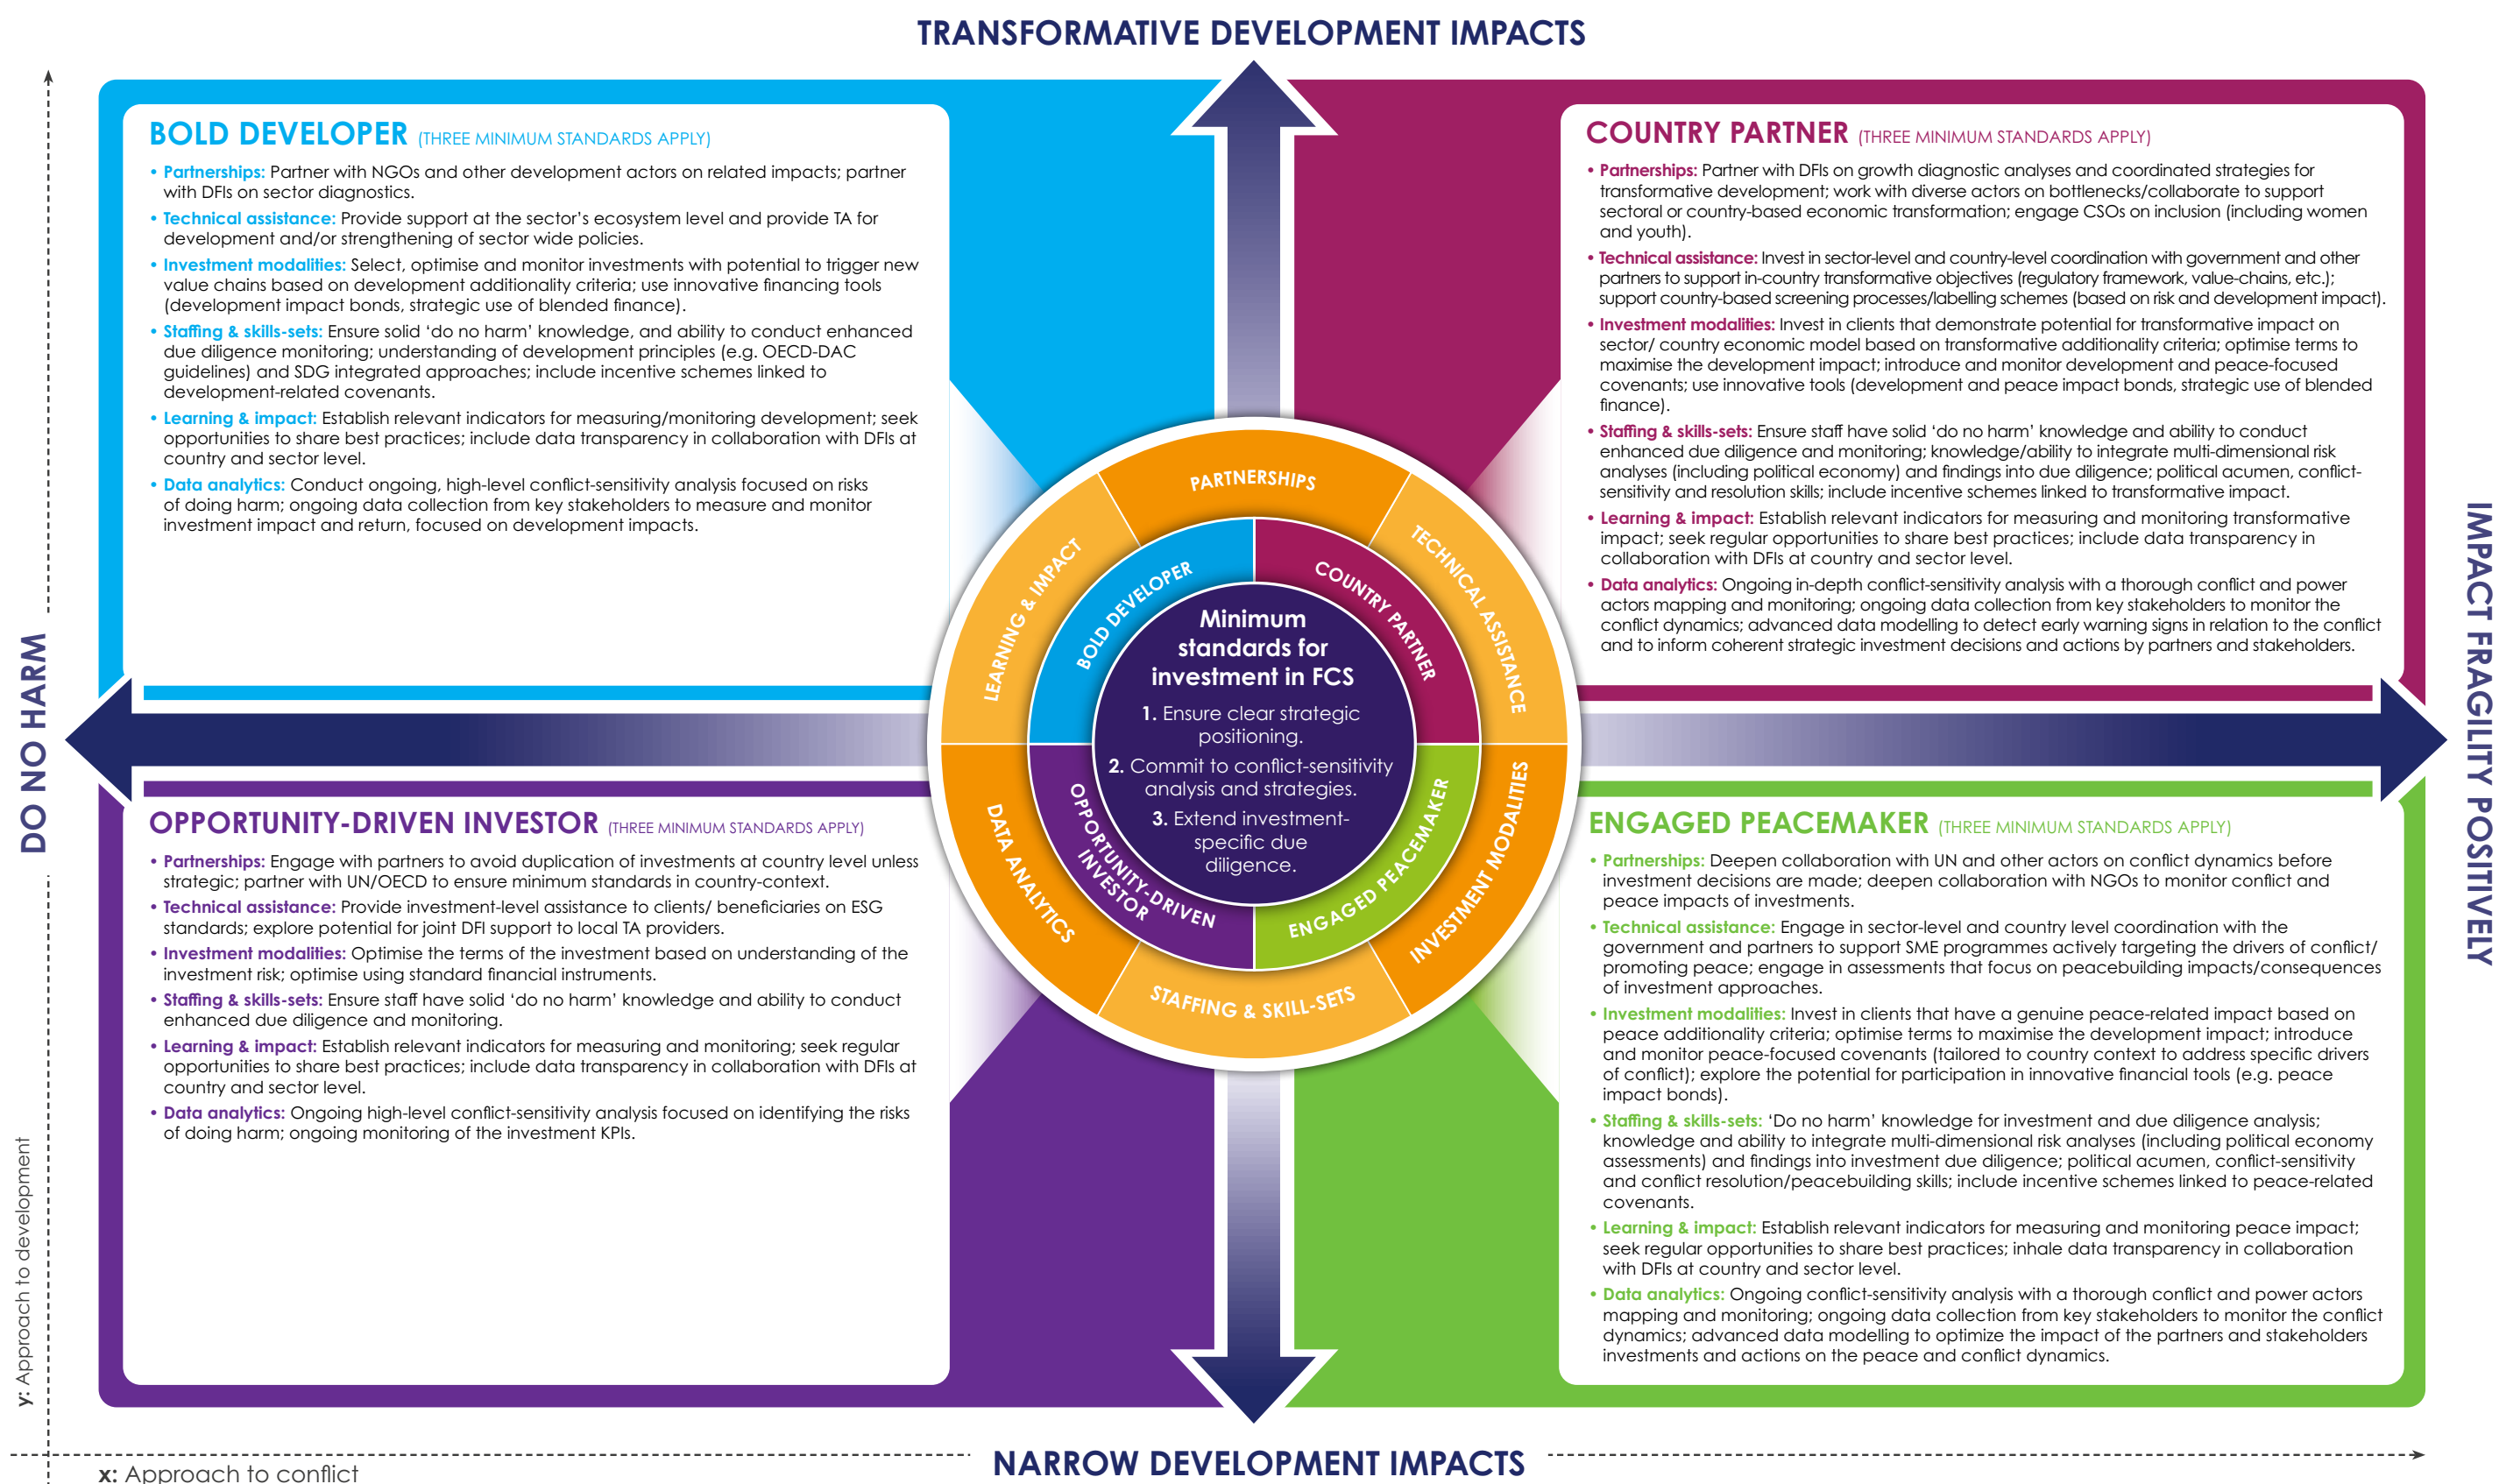 TRANSFORMATIVE DEVELOPMENT IMPACTS
BOLD DEVELOPER (THREE MINIMUM STANDARDS APPLY)
• Partnerships: Partner with NGOs and other development actors on related impacts; partner
with DFIs on sector diagnostics.
• Technical assistance: Provide support at the sector's ecosystem level and provide TA for
development and/or strengthening of sector wide policies.
• Investment modalities: Select, optimise and monitor investments with potential to trigger new
value chains based on development additionality criteria; use innovative financing tools
(development impact bonds, strategic use of blended finance).
• Staffing & skills-sets: Ensure solid ‘do no harm’ knowledge, and ability to conduct enhanced
due diligence monitoring; understanding of development principles (e.g. OECD-DAC
guidelines) and SDG integrated approaches; include incentive schemes linked to
development-related covenants.
• Learning & impact: Establish relevant indicators for measuring/monitoring development; seek
opportunities to share best practices; include data transparency in collaboration with DFIs at
country and sector level.
• Data analytics: Conduct ongoing, high-level conflict-sensitivity analysis focused on risks
of doing harm; ongoing data collection from key stakeholders to measure and monitor
investment impact and return, focused on development impacts.
COUNTRY PARTNER (THREE MINIMUM STANDARDS APPLY)
• Partnerships: Partner with DFIs on growth diagnostic analyses and coordinated strategies for
transformative development; work with diverse actors on bottlenecks/collaborate to support
sectoral or country-based economic transformation; engage CSOs on inclusion (including women
and youth).
• Technical assistance: Invest in sector-level and country-level coordination with government and other
partners to support in-country transformative objectives (regulatory framework, value-chains, etc.);
support country-based screening processes/labelling schemes (based on risk and development impact).
• Investment modalities: Invest in clients that demonstrate potential for transformative impact on
sector/ country economic model based on transformative additionality criteria; optimise terms to
maximise the development impact; introduce and monitor development and peace-focused
covenants; use innovative tools (development and peace impact bonds, strategic use of blended
finance).
• Staffing & skills-sets: Ensure staff have solid ‘do no harm’ knowledge and ability to conduct
enhanced due diligence and monitoring; knowledge/ability to integrate multi-dimensional risk
analyses (including political economy) and findings into due diligence; political acumen, conflict-
sensitivity and resolution skills; include incentive schemes linked to transformative impact.
• Learning & impact: Establish relevant indicators for measuring and monitoring transformative
impact; seek regular opportunities to share best practices; include data transparency in
collaboration with DFIs at country and sector level.
• Data analytics: Ongoing in-depth conflict-sensitivity analysis with a thorough conflict and power
actors mapping and monitoring; ongoing data collection from key stakeholders to monitor the
conflict dynamics; advanced data modelling to detect early warning signs in relation to the conflict
and to inform coherent strategic investment decisions and actions by partners and stakeholders.
DO NO HARM
IMPACT FRAGILITY POSITIVELY
PARTNERSHIPS
TECHNICAL ASSISTANCE
INVESTMENT MODALITIES
STAFFING & SKILL-SETS
DATA ANALYTICS
LEARNING & IMPACT
BOLD DEVELOPER
COUNTRY PARTNER
ENGAGED PEACEMAKER
OPPORTUNITY-DRIVEN
INVESTOR
Minimum
standards for
investment in FCS
1. Ensure clear strategic
positioning.
2. Commit to conflict-sensitivity
analysis and strategies.
3. Extend investment-
specific due
diligence.
OPPORTUNITY-DRIVEN INVESTOR (THREE MINIMUM STANDARDS APPLY)
• Partnerships: Engage with partners to avoid duplication of investments at country level unless
strategic; partner with UN/OECD to ensure minimum standards in country-context.
• Technical assistance: Provide investment-level assistance to clients/ beneficiaries on ESG
standards; explore potential for joint DFI support to local TA providers.
• Investment modalities: Optimise the terms of the investment based on understanding of the
investment risk; optimise using standard financial instruments.
• Staffing & skills-sets: Ensure staff have solid ‘do no harm’ knowledge and ability to conduct
enhanced due diligence and monitoring.
• Learning & impact: Establish relevant indicators for measuring and monitoring; seek regular
opportunities to share best practices; include data transparency in collaboration with DFIs at
country and sector level.
• Data analytics: Ongoing high-level conflict-sensitivity analysis focused on identifying the risks
of doing harm; ongoing monitoring of the investment KPIs.
ENGAGED PEACEMAKER (THREE MINIMUM STANDARDS APPLY)
• Partnerships: Deepen collaboration with UN and other actors on conflict dynamics before
investment decisions are made; deepen collaboration with NGOs to monitor conflict and
peace impacts of investments.
• Technical assistance: Engage in sector-level and country level coordination with the
government and partners to support SME programmes actively targeting the drivers of conflict/
promoting peace; engage in assessments that focus on peacebuilding impacts/consequences
of investment approaches.
• Investment modalities: Invest in clients that have a genuine peace-related impact based on
peace additionality criteria; optimise terms to maximise the development impact; introduce
and monitor peace-focused covenants (tailored to country context to address specific drivers
of conflict); explore the potential for participation in innovative financial tools (e.g. peace
impact bonds).
• Staffing & skills-sets: ‘Do no harm’ knowledge for investment and due diligence analysis;
knowledge and ability to integrate multi-dimensional risk analyses (including political economy
assessments) and findings into investment due diligence; political acumen, conflict-sensitivity
and conflict resolution/peacebuilding skills; include incentive schemes linked to peace-related
covenants.
• Learning & impact: Establish relevant indicators for measuring and monitoring peace impact;
seek regular opportunities to share best practices; inhale data transparency in collaboration
with DFIs at country and sector level.
• Data analytics: Ongoing conflict-sensitivity analysis with a thorough conflict and power actors
mapping and monitoring; ongoing data collection from key stakeholders to monitor the conflict
dynamics; advanced data modelling to optimize the impact of the partners and stakeholders
investments and actions on the peace and conflict dynamics.
y: Approach to development
NARROW DEVELOPMENT IMPACTS
x: Approach to conflict